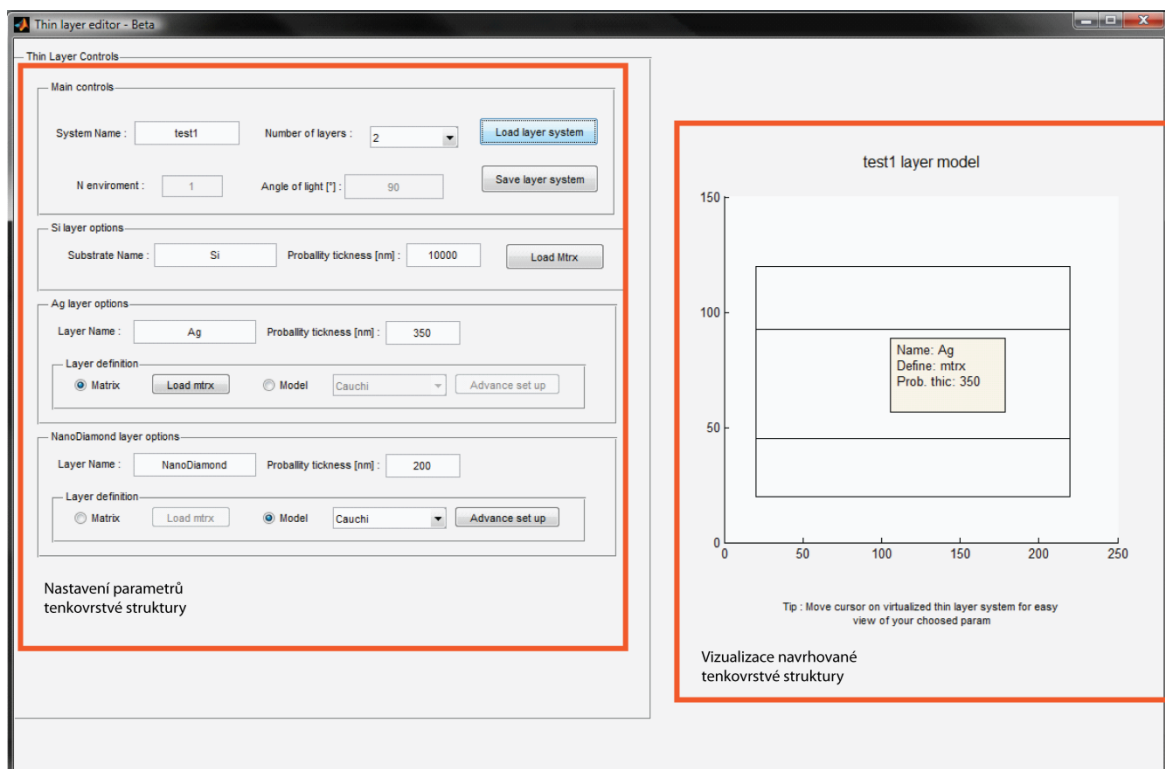 Thin layer editor - Beta
Thin Layer Controls
Main controls
System Name : test1 Number of layers : 2 Load layer system
N enviroment : 1 Angle of light [°] : 90 Save layer system
Si layer options
Substrate Name : Si Proballity tickness [nm] : 10000 Load Mtrx
Ag layer options
Layer Name : Ag Proballity tickness [nm] : 350
Layer definition
Matrix Load mtrx Model Cauchi Advance set up
NanoDiamond layer options
Layer Name : NanoDiamond Proballity tickness [nm] : 200
Layer definition
Matrix Load mtrx Model Cauchi Advance set up
Nastavení parametrů
tenkovrstvé struktury
test1 layer model
150
100
50
0
Name: Ag
Define: mtrx
Prob. thic: 350
0 50 100 150 200 250
Tip : Move cursor on virtualized thin layer system for easy
view of your choosed param
Vizualizace navrhované
tenkovrstvé struktury